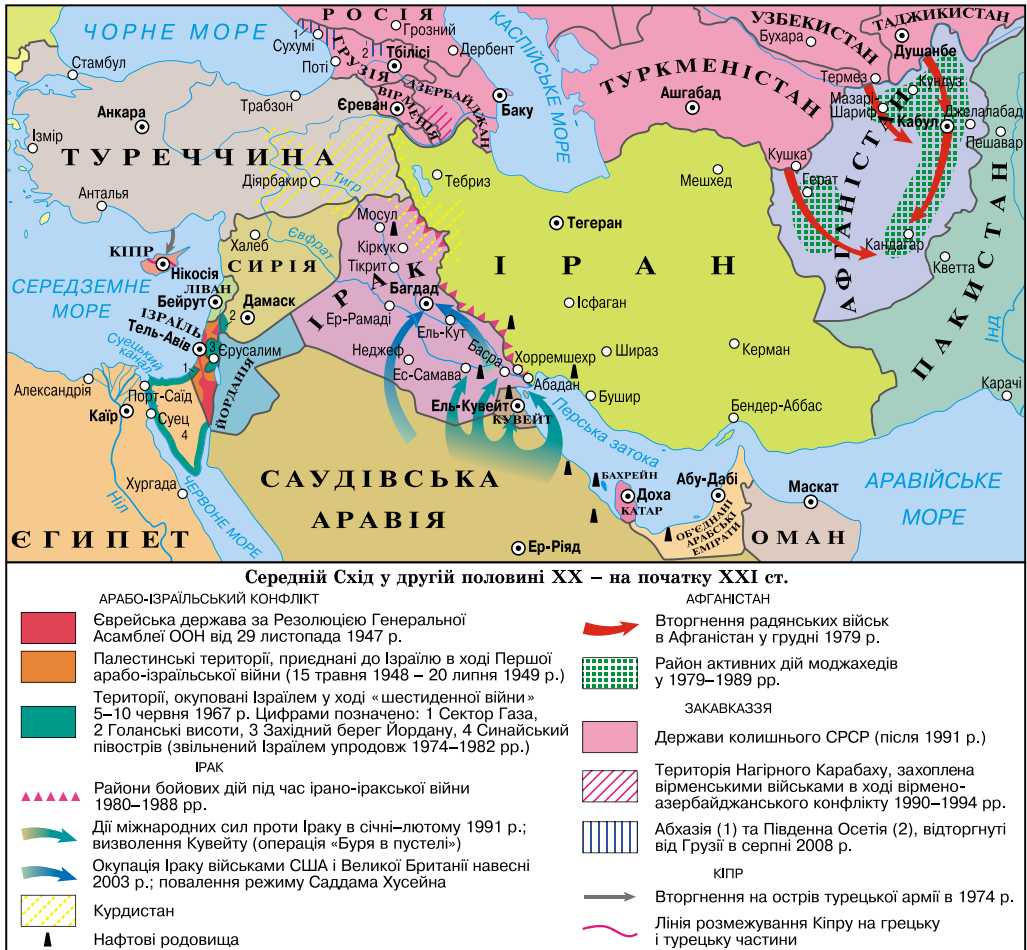 РОСІЯ
ЧОРНЕ МОРЕ
Сухумі
1
Грозний
ГРУЗІЯ
2
Поті
Тбілісі
Дербент
КАСПІЙСЬКЕ МОРЕ
УЗБЕКИСТАН
Бухара
ТАДЖИКИСТАН
Душанбе
Стамбул
Трабзон
Єреван
ВІРМЕНІЯ
АЗЕРБАЙДЖАН
Баку
ТУРКМЕНІСТАН
Ашгабад
Термез
Кундуз
Мазарі-
Шариф
Кабул
Джелалабад
Пешавар
Анкара
Ізмір
ТУРЕЧЧИНА
Діярбакир
Тигр
Тебриз
Мешхед
Кушка
Герат
АФГАНІСТАН
Анталья
Мосул
Тегеран
Кандагар
Кветта
ПАКИСТАН
КІПР
Нікосія
Халеб
Євфрат
СИРІЯ
Кіркук
Тікрит
ІРАК
Багдад
ІРАН
СЕРЕДЗЕМНЕ
МОРЕ
ЛІВАН
Бейрут
Дамаск
2
Ер-Рамаді
Ель-Кут
Ісфаган
Інд
ІЗРАЇЛЬ
Тель-Авів
3
Єрусалим
1
Суецький
канал
Неджеф
Басра
Хорремшехр
Шираз
Керман
Александрія
Порт-Саїд
ЙОРДАНІЯ
Ес-Самава
Абадан
Бушир
Карачі
Каїр
Суец
4
Ель-Кувейт
КУВЕЙТ
Перська затока
Бендер-Аббас
САУДІВСЬКА
АРАВІЯ
Хургада
ЧЕРВОНЕ МОРЕ
Ніл
ЄГИПЕТ
БАХРЕЙН
Доха
КАТАР
Абу-Дабі
ОБ’ЄДНАНІ
АРАБСЬКІ
ЕМІРАТИ
Маскат
ОМАН
АРАВІЙСЬКЕ
МОРЕ
Ер-Ріяд
Середній Схід у другій половині XX – на початку XXI ст.
АРАБО-ІЗРАЇЛЬСЬКИЙ КОНФЛІКТ
Єврейська держава за Резолюцією Генеральної
Асамблеї ООН від 29 листопада 1947 р.
Палестинські території, приєднані до Ізраїлю в ході Першої
арабо-ізраїльської війни (15 травня 1948 – 20 липня 1949 р.)
Території, окуповані Ізраїлем у ході «шестиденної війни»
5–10 червня 1967 р. Цифрами позначено: 1 Сектор Газа,
2 Голанські висоти, 3 Західний берег Йордану, 4 Синайський
півострів (звільнений Ізраїлем упродовж 1974–1982 рр.)
ІРАК
Райони бойових дій під час ірано-іракської війни
1980–1988 рр.
Дії міжнародних сил проти Іраку в січні–лютому 1991 р.;
визволення Кувейту (операція «Буря в пустелі»)
Окупація Іраку військами США і Великої Британії навесні
2003 р.; повалення режиму Саддама Хусейна
Курдистан
Нафтові родовища
АФГАНІСТАН
Вторгнення радянських військ
в Афганістан у грудні 1979 р.
Район активних дій моджахедів
у 1979–1989 рр.
ЗАКАВКАЗЗЯ
Держави колишнього СРСР (після 1991 р.)
Територія Нагірного Карабаху, захоплена
вірменськими військами в ході вірмено-
азербайджанського конфлікту 1990–1994 рр.
Абхазія (1) та Південна Осетія (2), відторгнуті
від Грузії в серпні 2008 р.
КІПР
Вторгнення на острів турецької армії в 1974 р.
Лінія розмежування Кіпру на грецьку
і турецьку частини